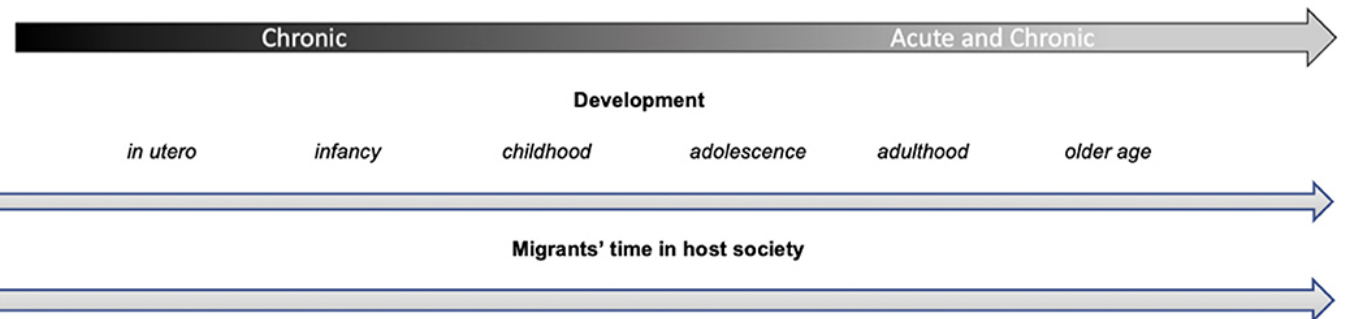 Chronic Acute and Chronic
Development
in utero infancy childhood adolescence adulthood older age
Migrants’ time in host society